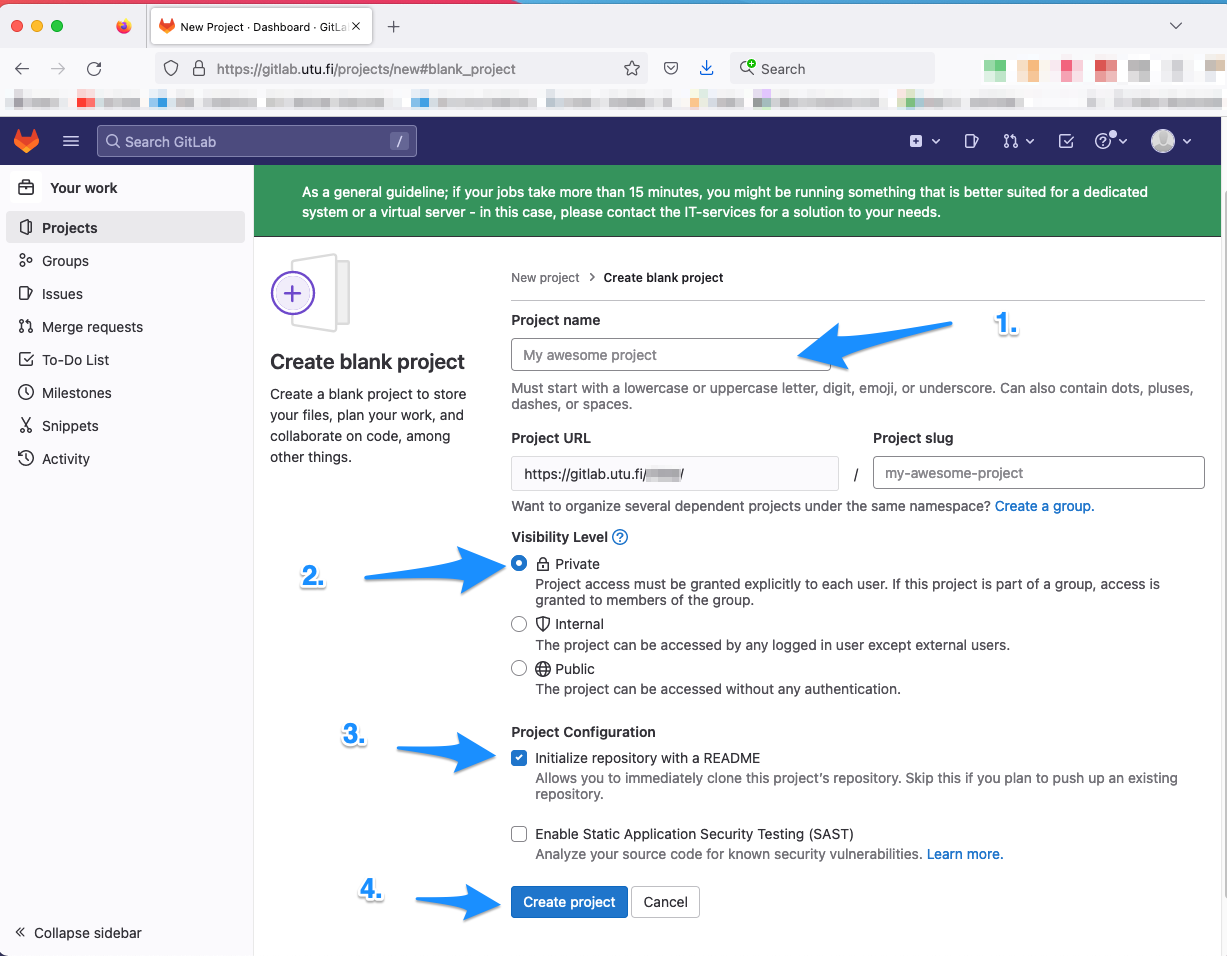 New Project · Dashboard · GitLa
https://gitlab.utu.fi/projects/new#blank_project
Search
Search GitLab
/
Your work
Projects
Groups
Issues
Merge requests
To-Do List
Milestones
Snippets
Activity
Collapse sidebar
As a general guideline; if your jobs take more than 15 minutes, you might be running something that is better suited for a dedicated
system or a virtual server - in this case, please contact the IT-services for a solution to your needs.
Create blank project
Create a blank project to store
your files, plan your work, and
collaborate on code, among
other things.
New project > Create blank project
Project name
1.
My awesome project
Must start with a lowercase or uppercase letter, digit, emoji, or underscore. Can also contain dots, pluses,
dashes, or spaces.
Project URL
Project slug
https://gitlab.utu.fi/ /
/
my-awesome-project
Want to organize several dependent projects under the same namespace? Create a group.
Visibility Level
2.
Private
Project access must be granted explicitly to each user. If this project is part of a group, access is
granted to members of the group.
Internal
The project can be accessed by any logged in user except external users.
Public
The project can be accessed without any authentication.
Project Configuration
3.
Initialize repository with a README
Allows you to immediately clone this project's repository. Skip this if you plan to push up an existing
repository.
Enable Static Application Security Testing (SAST)
Analyze your source code for known security vulnerabilities. Learn more.
4.
Create project
Cancel